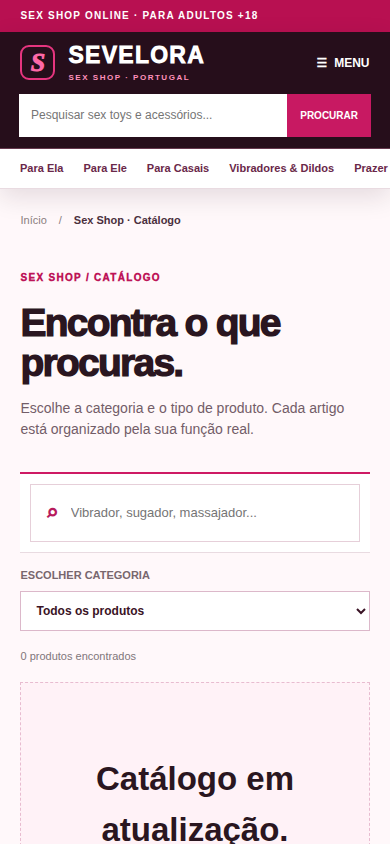 SEX SHOP ONLINE · PARA ADULTOS +18
S SEVELORA
SEX SHOP · PORTUGAL
☰ MENU
Pesquisar sex toys e acessórios...
PROCURAR
Para Ela Para Ele Para Casais Vibradores & Dildos Prazer
Início / Sex Shop · Catálogo
SEX SHOP / CATÁLOGO
Encontra o que
procuras.
Escolhe a categoria e o tipo de produto. Cada artigo
está organizado pela sua função real.
Vibrador, sugador, massajador...
ESCOLHER CATEGORIA
Todos os produtos
0 produtos encontrados
Catálogo em
atualização.